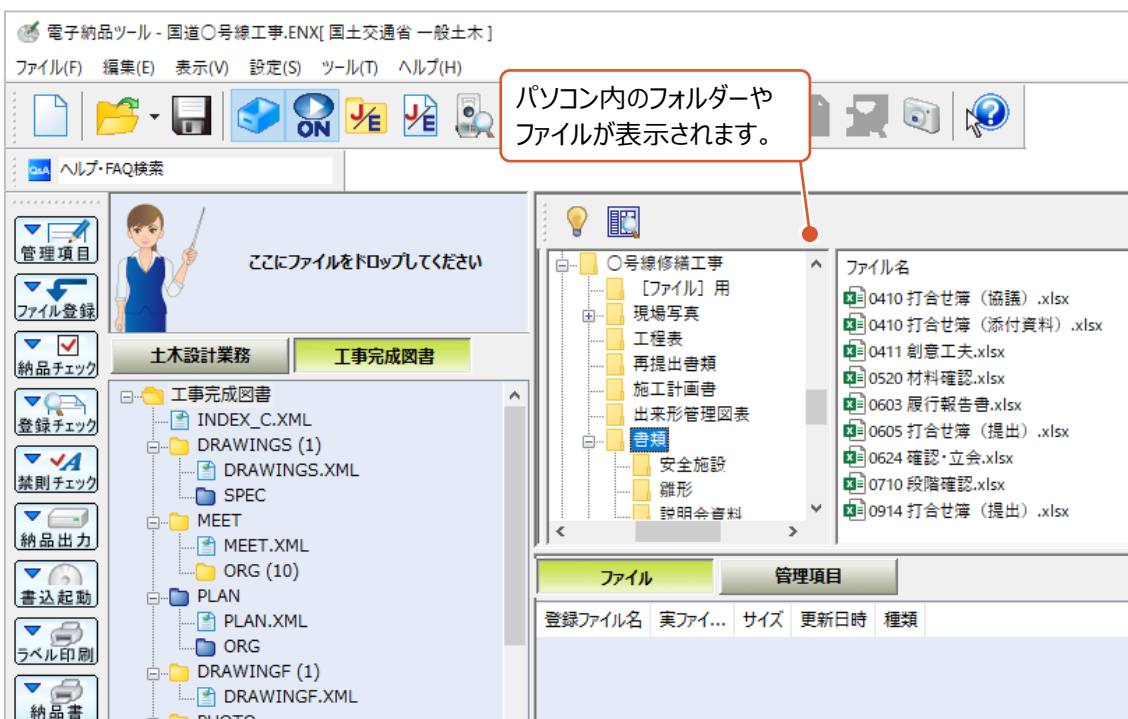 電子納品ツール - 国道〇号線工事.ENX[ 国土交通省 一般土木 ]
ファイル(F) 編集(E) 表示(V) 設定(S) ツール(T) ヘルプ(H)
パソコン内のフォルダーや
ファイルが表示されます。
ON
J/E
J/E
Q&A ヘルプ・FAQ検索
管理項目
ファイル登録
納品チェック
登録チェック
禁則チェック
納品出力
書込起動
ラベル印刷
納品書
ここにファイルをドロップしてください
土木設計業務 工事完成図書
工事完成図書
INDEX_C.XML
DRAWINGS (1)
DRAWINGS.XML
SPEC
MEET
MEET.XML
ORG (10)
PLAN
PLAN.XML
ORG
DRAWINGF (1)
DRAWINGF.XML
PHOTO
〇号線修繕工事
［ファイル］用
現場写真
工程表
再提出書類
施工計画書
出来形管理図表
書類
安全施設
雛形
説明会資料
ファイル名
0410 打合せ簿（協議）.xlsx
0410 打合せ簿（添付資料）.xlsx
0411 創意工夫.xlsx
0520 材料確認.xlsx
0603 履行報告書.xlsx
0605 打合せ簿（提出）.xlsx
0624 確認・立会.xlsx
0710 段階確認.xlsx
0914 打合せ簿（提出）.xlsx
ファイル 管理項目
登録ファイル名 実ファイ... サイズ 更新日時 種類